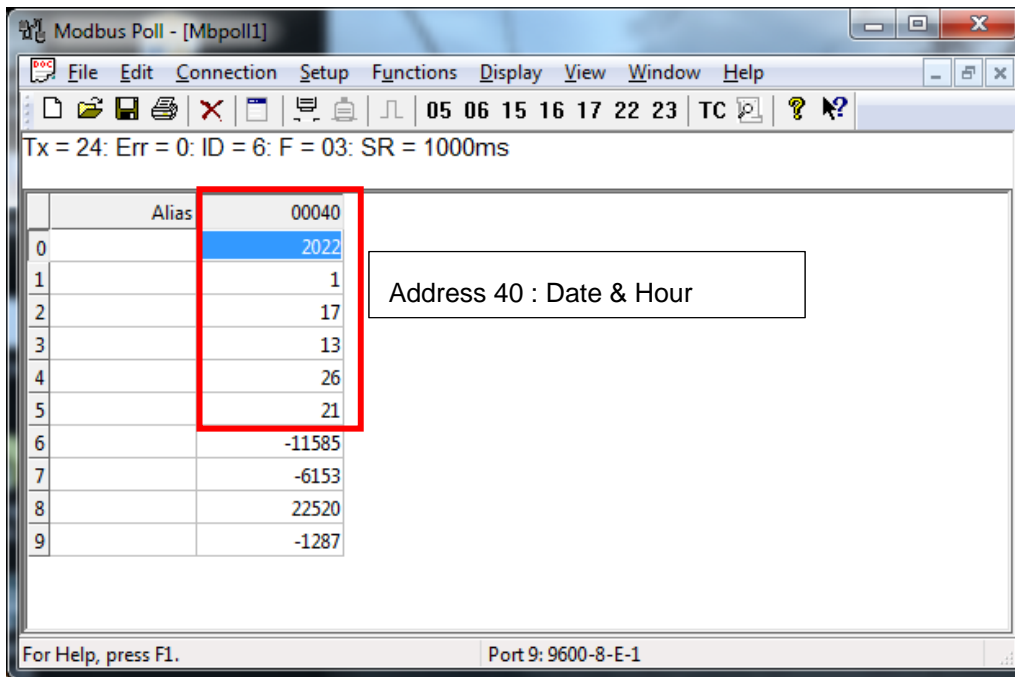 Modbus Poll - [Mbpoll1]
File Edit Connection Setup Functions Display View Window Help
05 06 15 16 17 22 23 TC
Tx = 24: Err = 0: ID = 6: F = 03: SR = 1000ms
Alias 00040
0 2022
1 1
Address 40 : Date & Hour
2 17
3 13
4 26
5 21
6 -11585
7 -6153
8 22520
9 -1287
For Help, press F1. Port 9: 9600-8-E-1